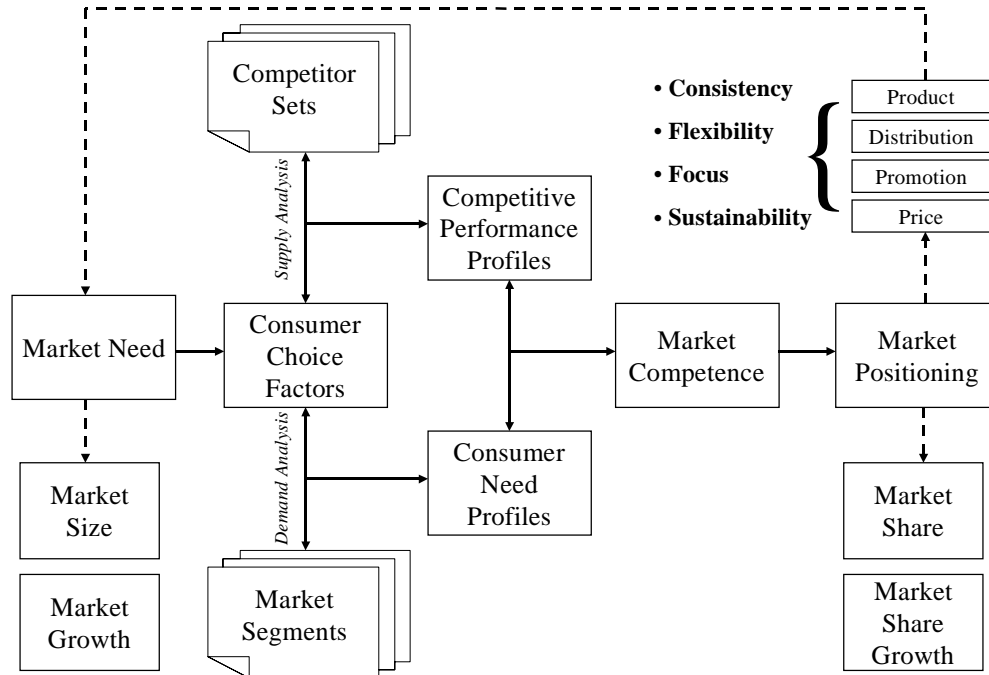 Competitor
Sets
• Consistency
• Flexibility
• Focus
• Sustainability
{
Product
Distribution
Promotion
Price
Supply Analysis
Competitive
Performance
Profiles
Market Need
Consumer
Choice
Factors
Market
Competence
Market
Positioning
Demand Analysis
Consumer
Need
Profiles
Market
Size
Market
Growth
Market
Segments
Market
Share
Market
Share
Growth